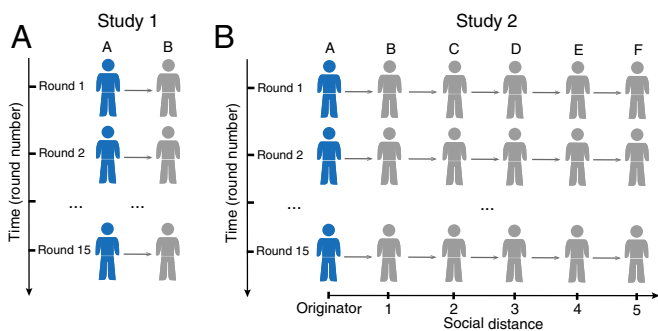 Study 1
Study 2
A
B
A
B
A
B
C
D
E
F
Time (round number)
Round 1
Round 2
...
...
Round 15
Time (round number)
Round 1
Round 2
...
...
Round 15
Originator
1
2
3
4
5
Social distance